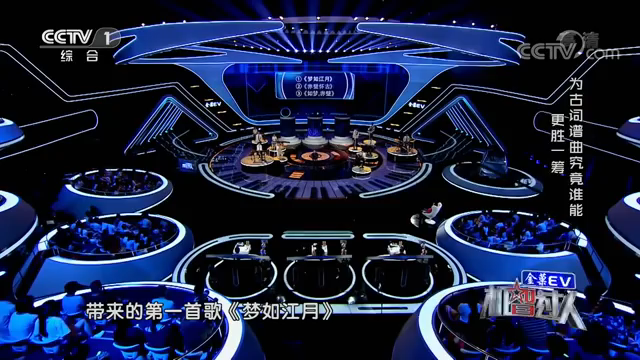 CCTV 1
综合
CCTV.com
①《梦如江月》
②《赤壁怀古》
③《如梦,赤壁》
为古词谱曲究竟谁能
更胜一筹
金菓EV
机智过人
带来的第一首歌《梦如江月》